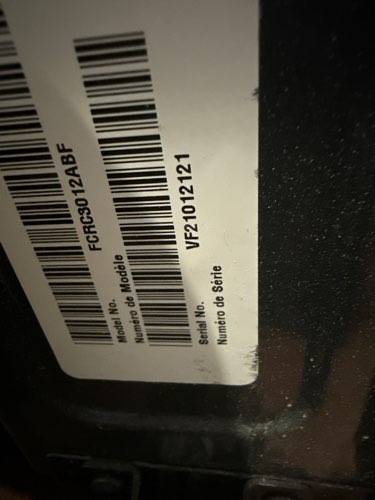 FCRC3012ABF
Model No.
Numéro de Modèle
VF21012121
Serial No.
Numéro de Série